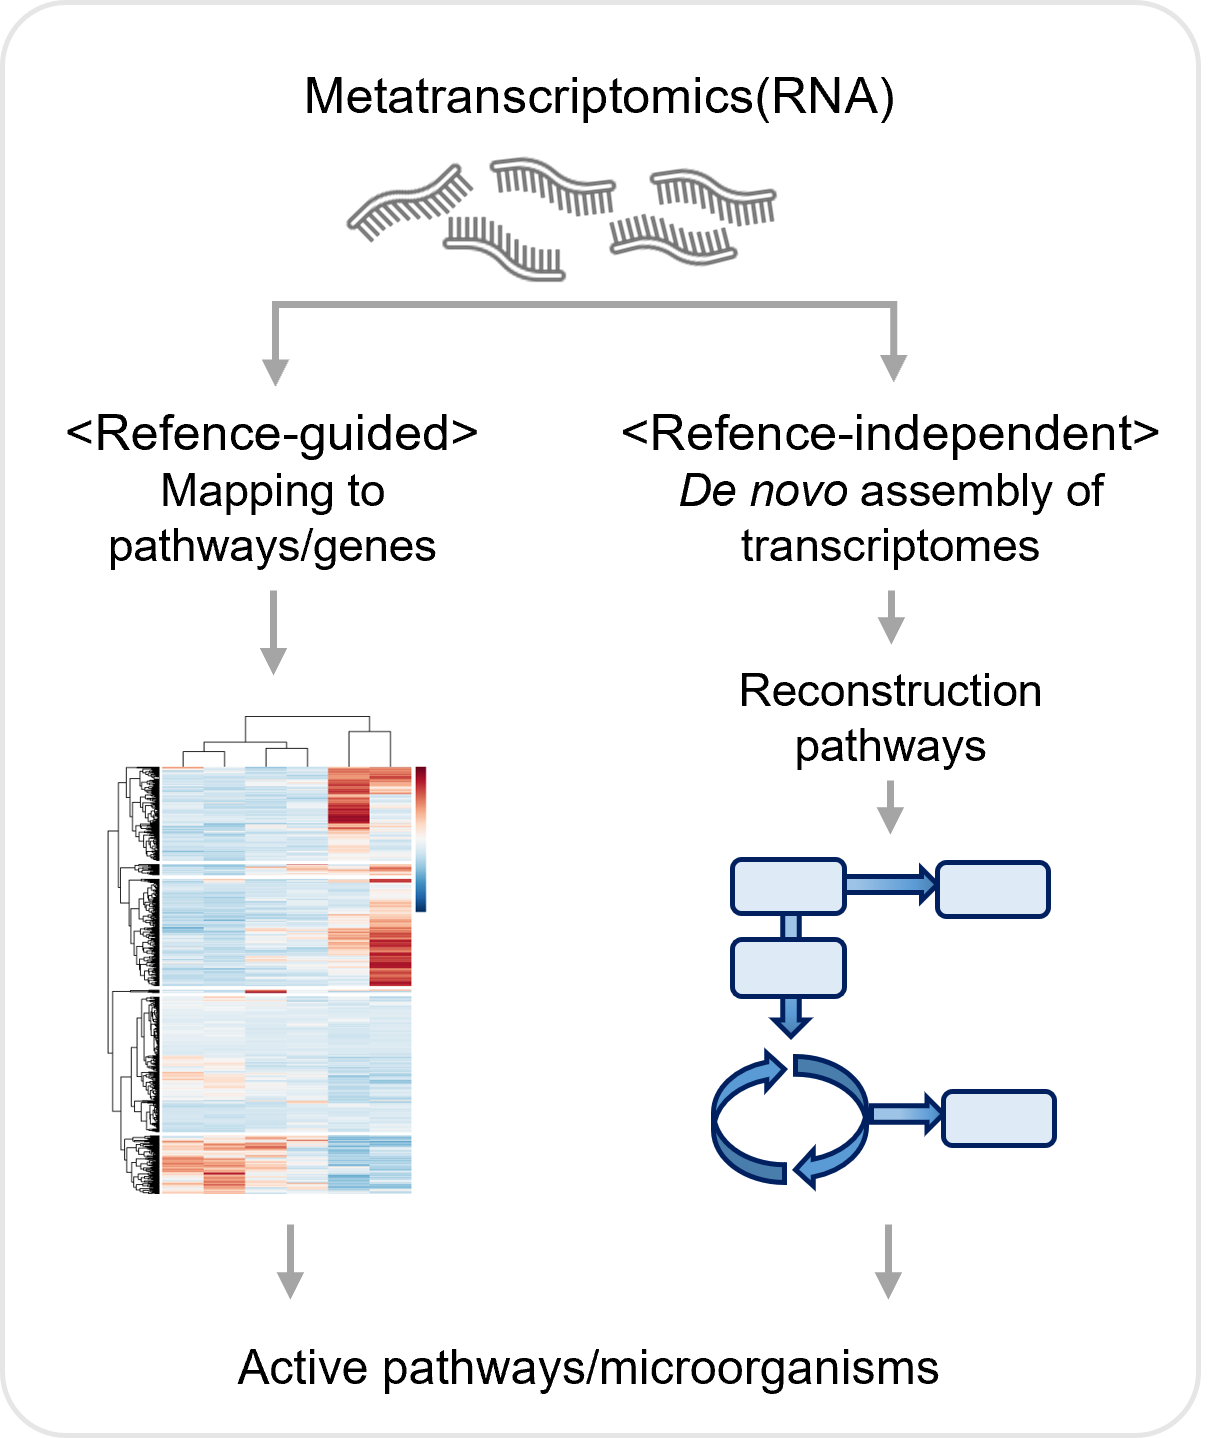 Metatranscriptomics(RNA)
<Refence-guided>
Mapping to
pathways/genes
<Refence-independent>
De novo assembly of
transcriptomes
Reconstruction
pathways
Active pathways/microorganisms